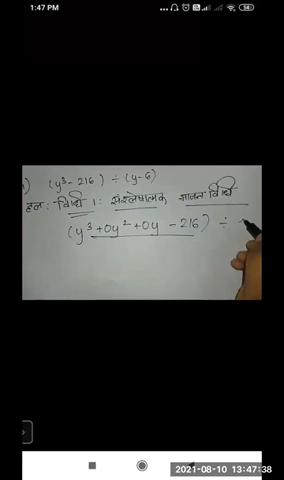 1:47 PM
54
(y³ - 216) ÷ (y-6)
हल: विधि 1: संश्लेषात्मक भागाकार विधि
(y³ + 0y² + 0y - 216) ÷
2021-08-10 13:47:38